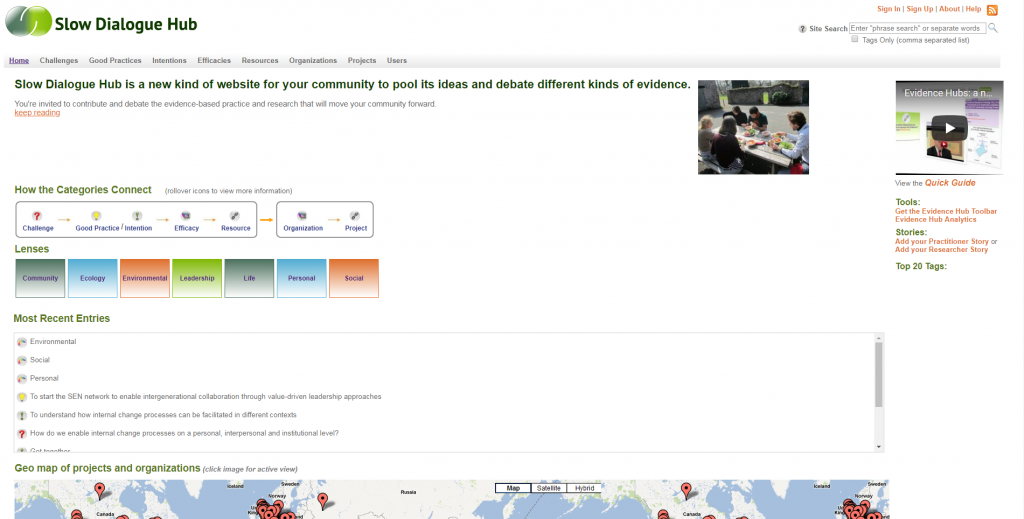 Slow Dialogue Hub
Sign In | Sign Up | About | Help
Site Search Enter "phrase search" or separate words
Tags Only (comma separated list)
Home Challenges Good Practices Intentions Efficacies Resources Organizations Projects Users
Slow Dialogue Hub is a new kind of website for your community to pool its ideas and debate different kinds of evidence.
You're invited to contribute and debate the evidence-based practice and research that will move your community forward.
keep reading
Evidence Hubs: a n...
View the Quick Guide
Tools:
Get the Evidence Hub Toolbar
Evidence Hub Analytics
Stories:
Add your Practitioner Story or
Add your Researcher Story
Top 20 Tags:
How the Categories Connect (rollover icons to view more information)
Challenge Good Practice / Intention Efficacy Resource Organization Project
Lenses
Community Ecology Environmental Leadership Life Personal Social
Most Recent Entries
Environmental
Social
Personal
To start the SEN network to enable intergenerational collaboration through value-driven leadership approaches
To understand how internal change processes can be facilitated in different contexts
How do we enable internal change processes on a personal, interpersonal and institutional level?
Get together
Geo map of projects and organizations (click image for active view)
Map Satellite Hybrid
Iceland Sweden Norway Russia Canada Iceland Sweden Norway Canada